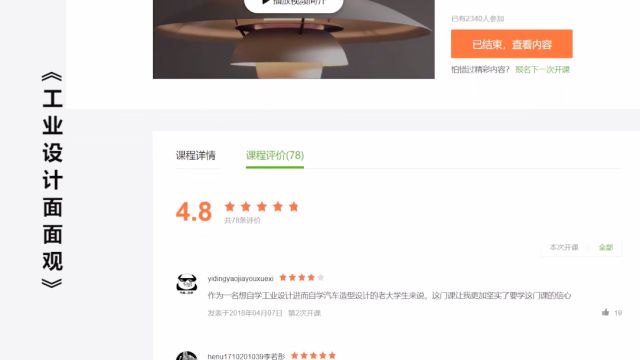 《工业设计面面观》
▶ 播放视频简介
已有2340人参加
已结束，查看内容
怕错过精彩内容？ 报名下一次开课
课程详情
课程评价(78)
4.8
共78条评价
本次开课
全部
yidingyaojiayouxuexi
作为一名想自学工业设计进而自学汽车造型设计的老大学生来说，这门课让我更加坚实了要学这门课的信心
发表于2018年04月07日 第2次开课
19
henu1710201039李若彤